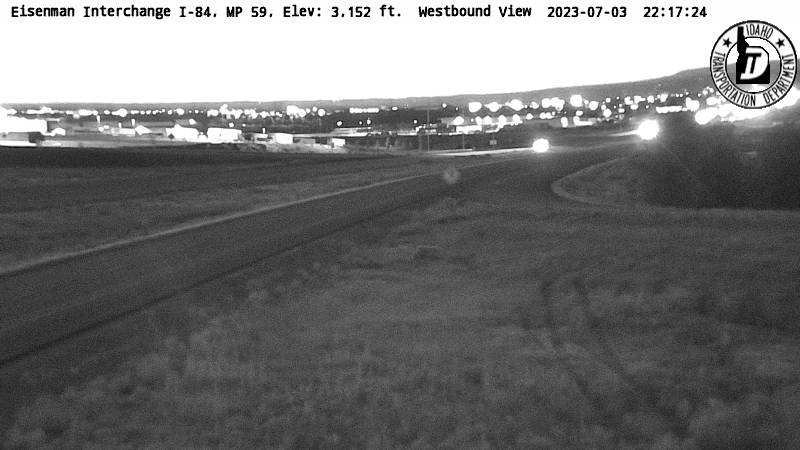 Eisenman Interchange I-84, MP 59, Elev: 3,152 ft.  Westbound View  2023-07-03  22:17:24
IDAHO
TRANSPORTATION DEPARTMENT